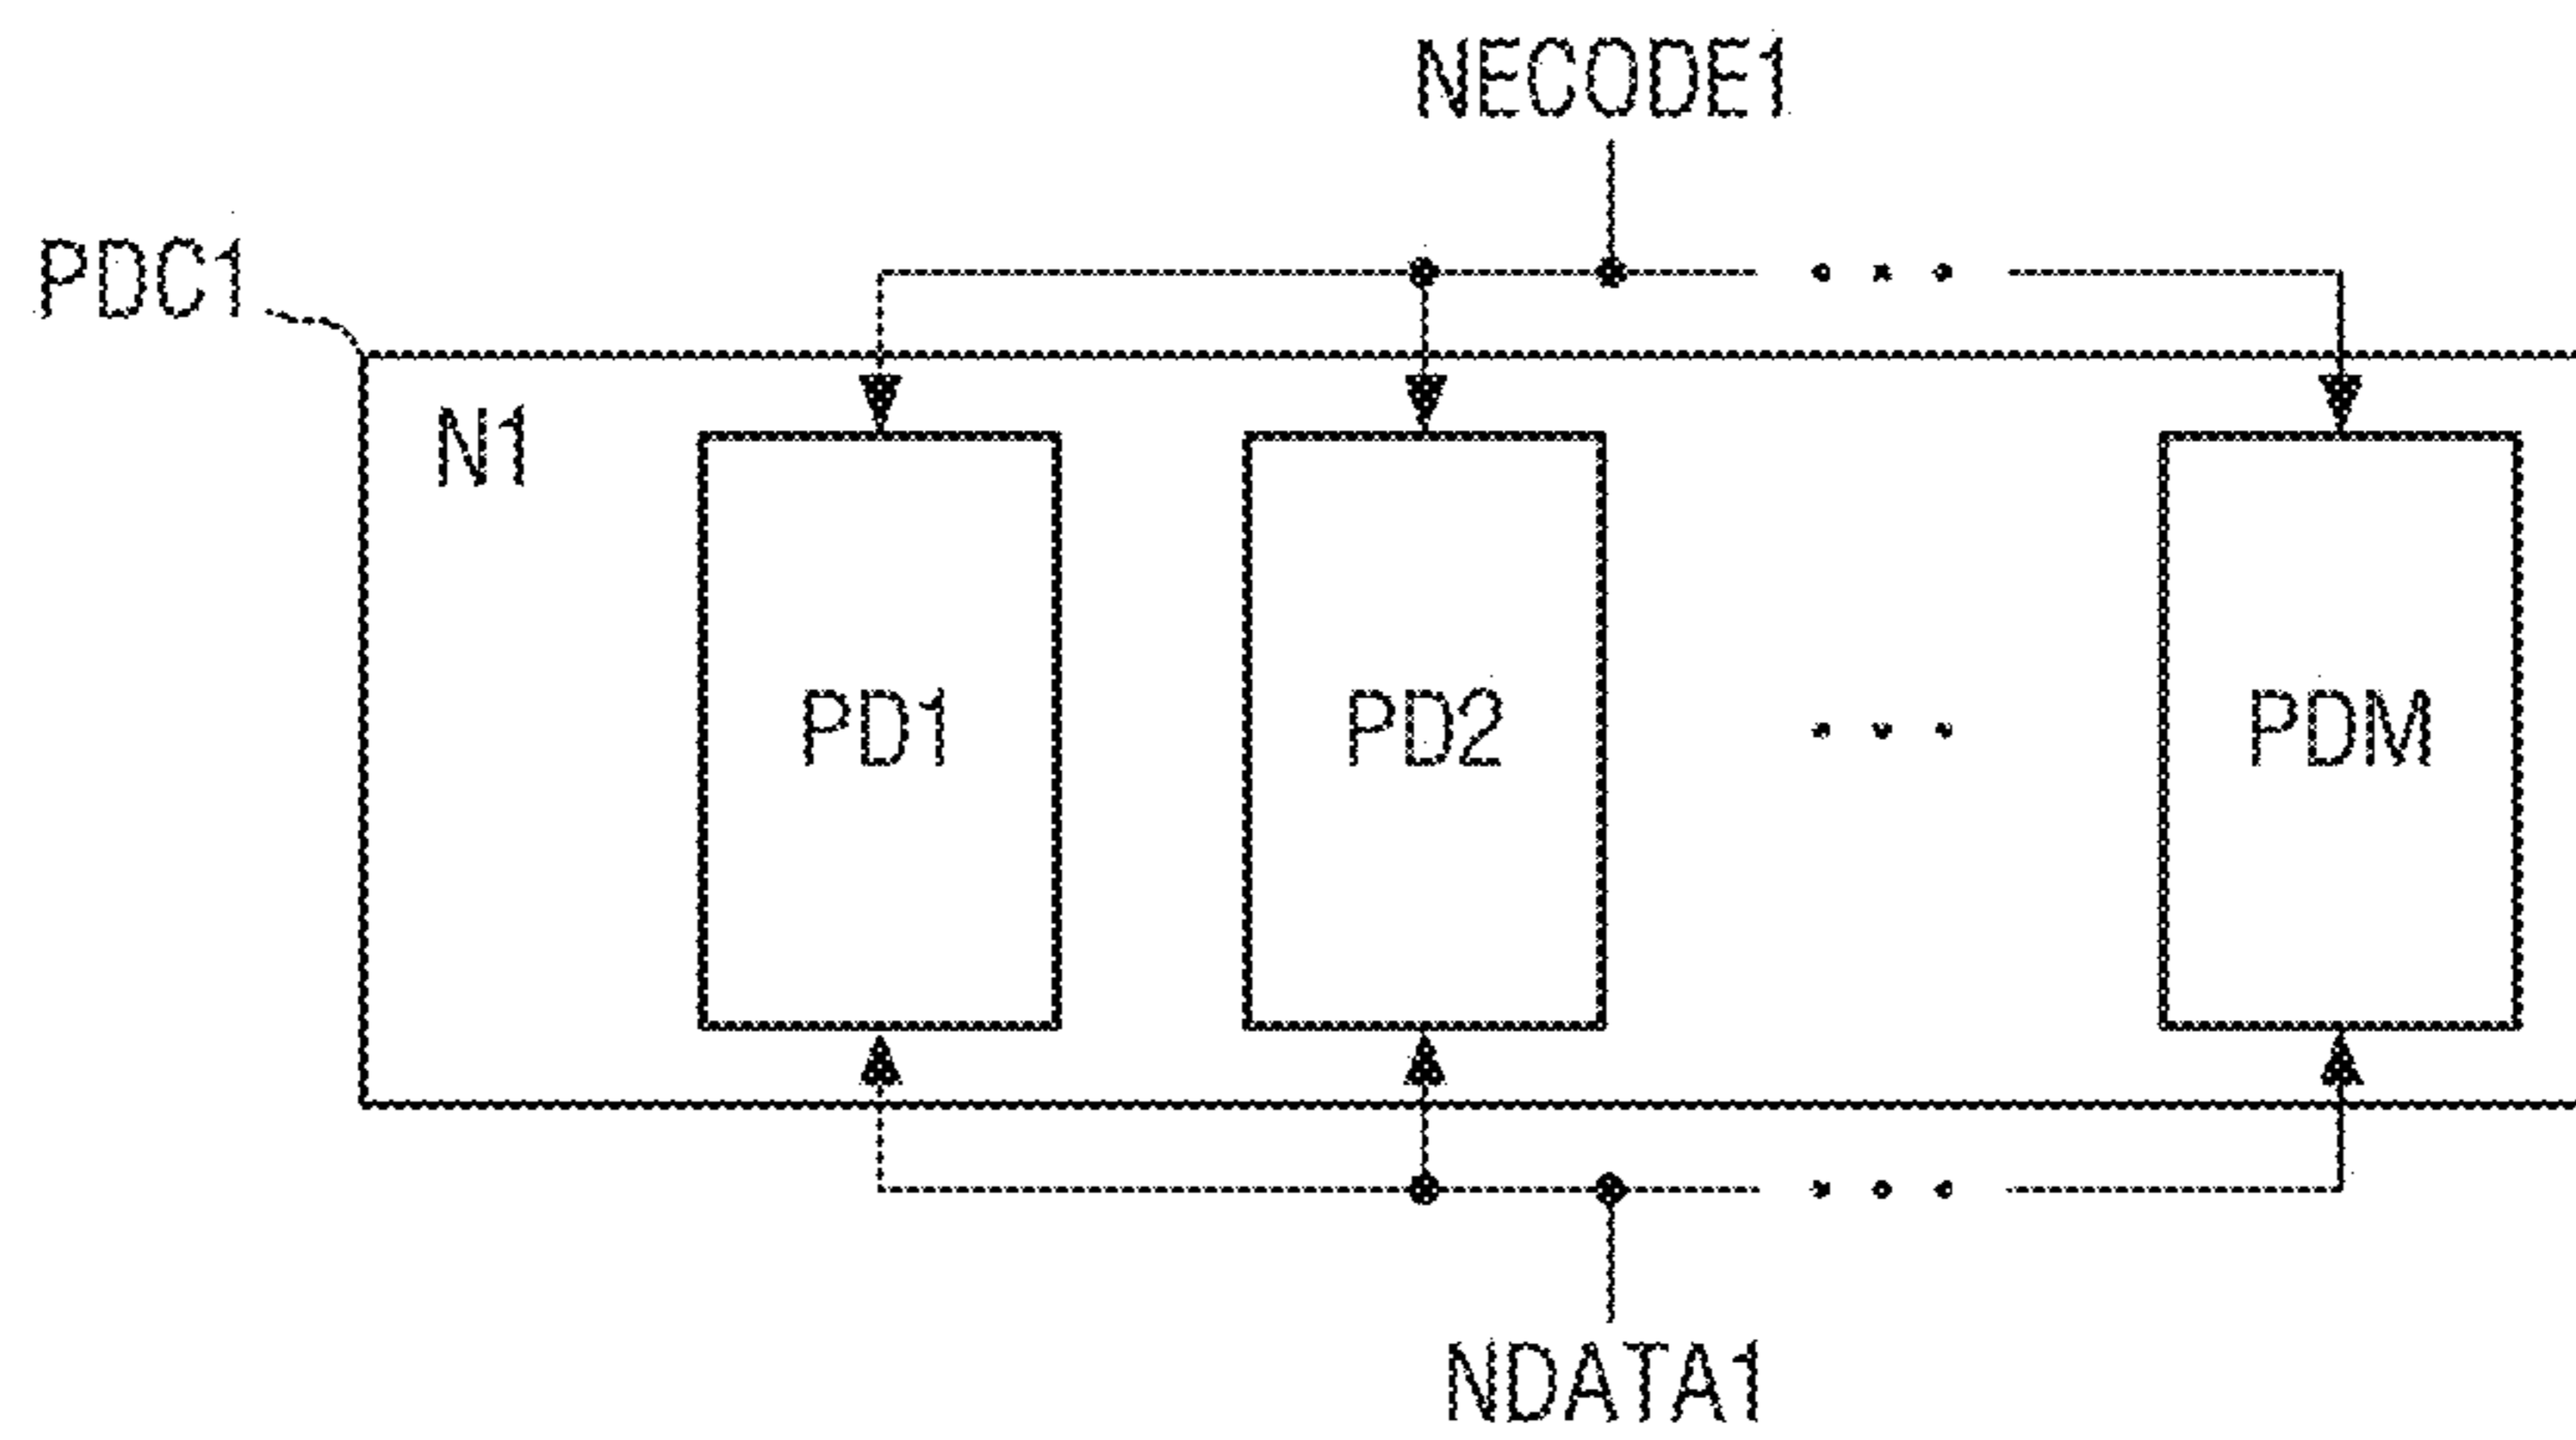 NECODE1
PDC1
N1
PD1 PD2 • • • PDM
NDATA1